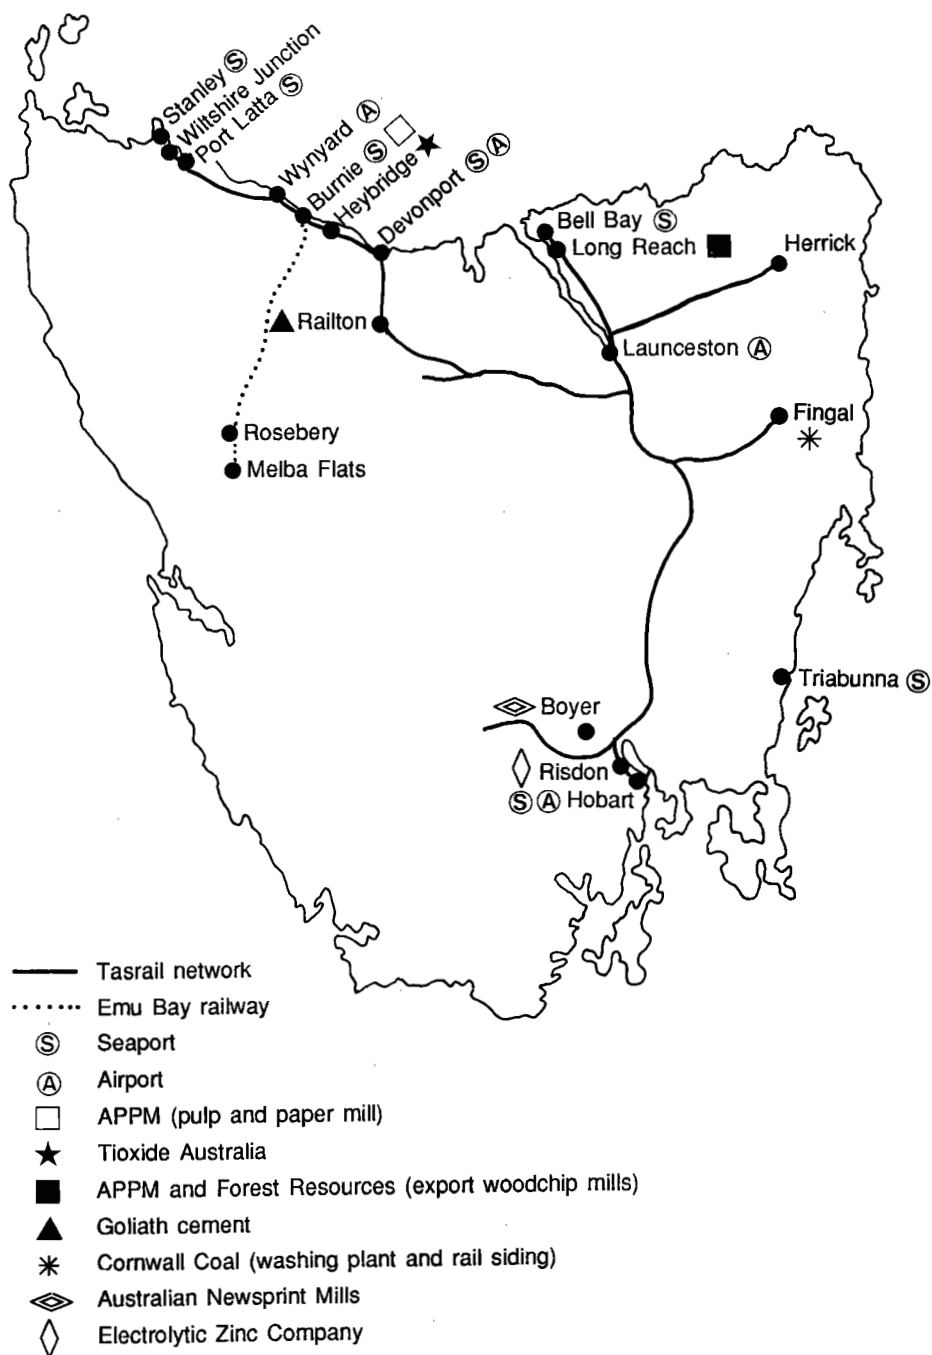 Stanley Ⓢ
Wiltshire Junction
Port Latta Ⓢ
Wynyard Ⓐ
Burnie Ⓢ
Heybridge
Devonport Ⓢ Ⓐ
Bell Bay Ⓢ
Long Reach
Herrick
Railton
Launceston Ⓐ
Fingal
Rosebery
Melba Flats
Triabunna Ⓢ
Boyer
Risdon
Ⓢ Ⓐ Hobart
Tasrail network
Emu Bay railway
Ⓢ Seaport
Ⓐ Airport
APPM (pulp and paper mill)
Tioxide Australia
APPM and Forest Resources (export woodchip mills)
Goliath cement
Cornwall Coal (washing plant and rail siding)
Australian Newsprint Mills
Electrolytic Zinc Company